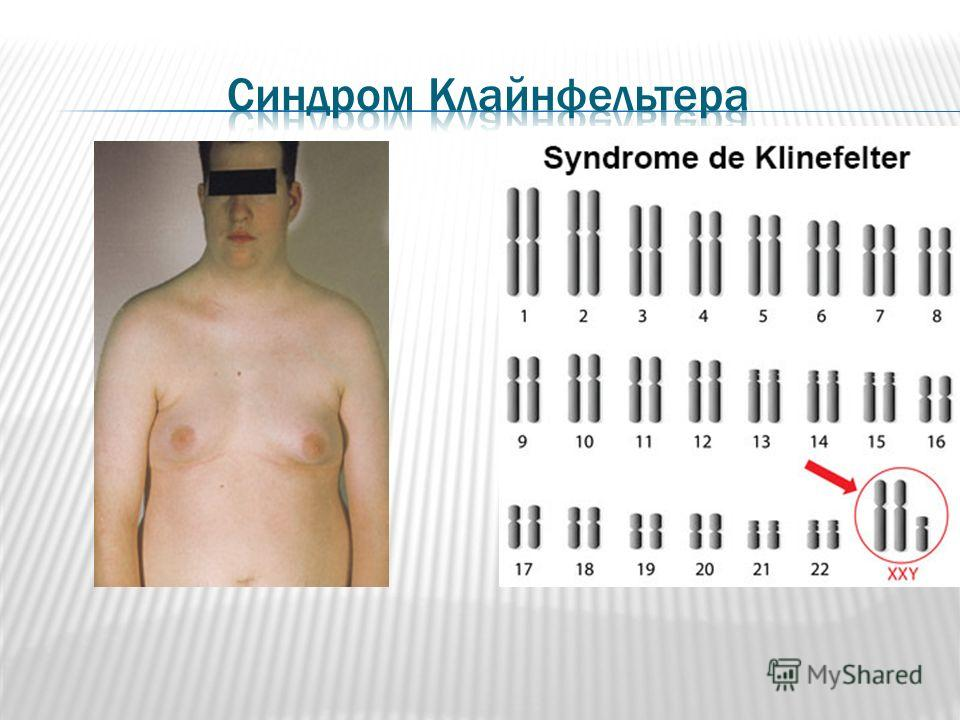 Синдром Клайнфельтера
Syndrome de Klinefelter
1 2 3 4 5 6 7 8
9 10 11 12 13 14 15 16
17 18 19 20 21 22 XXY
MyShared